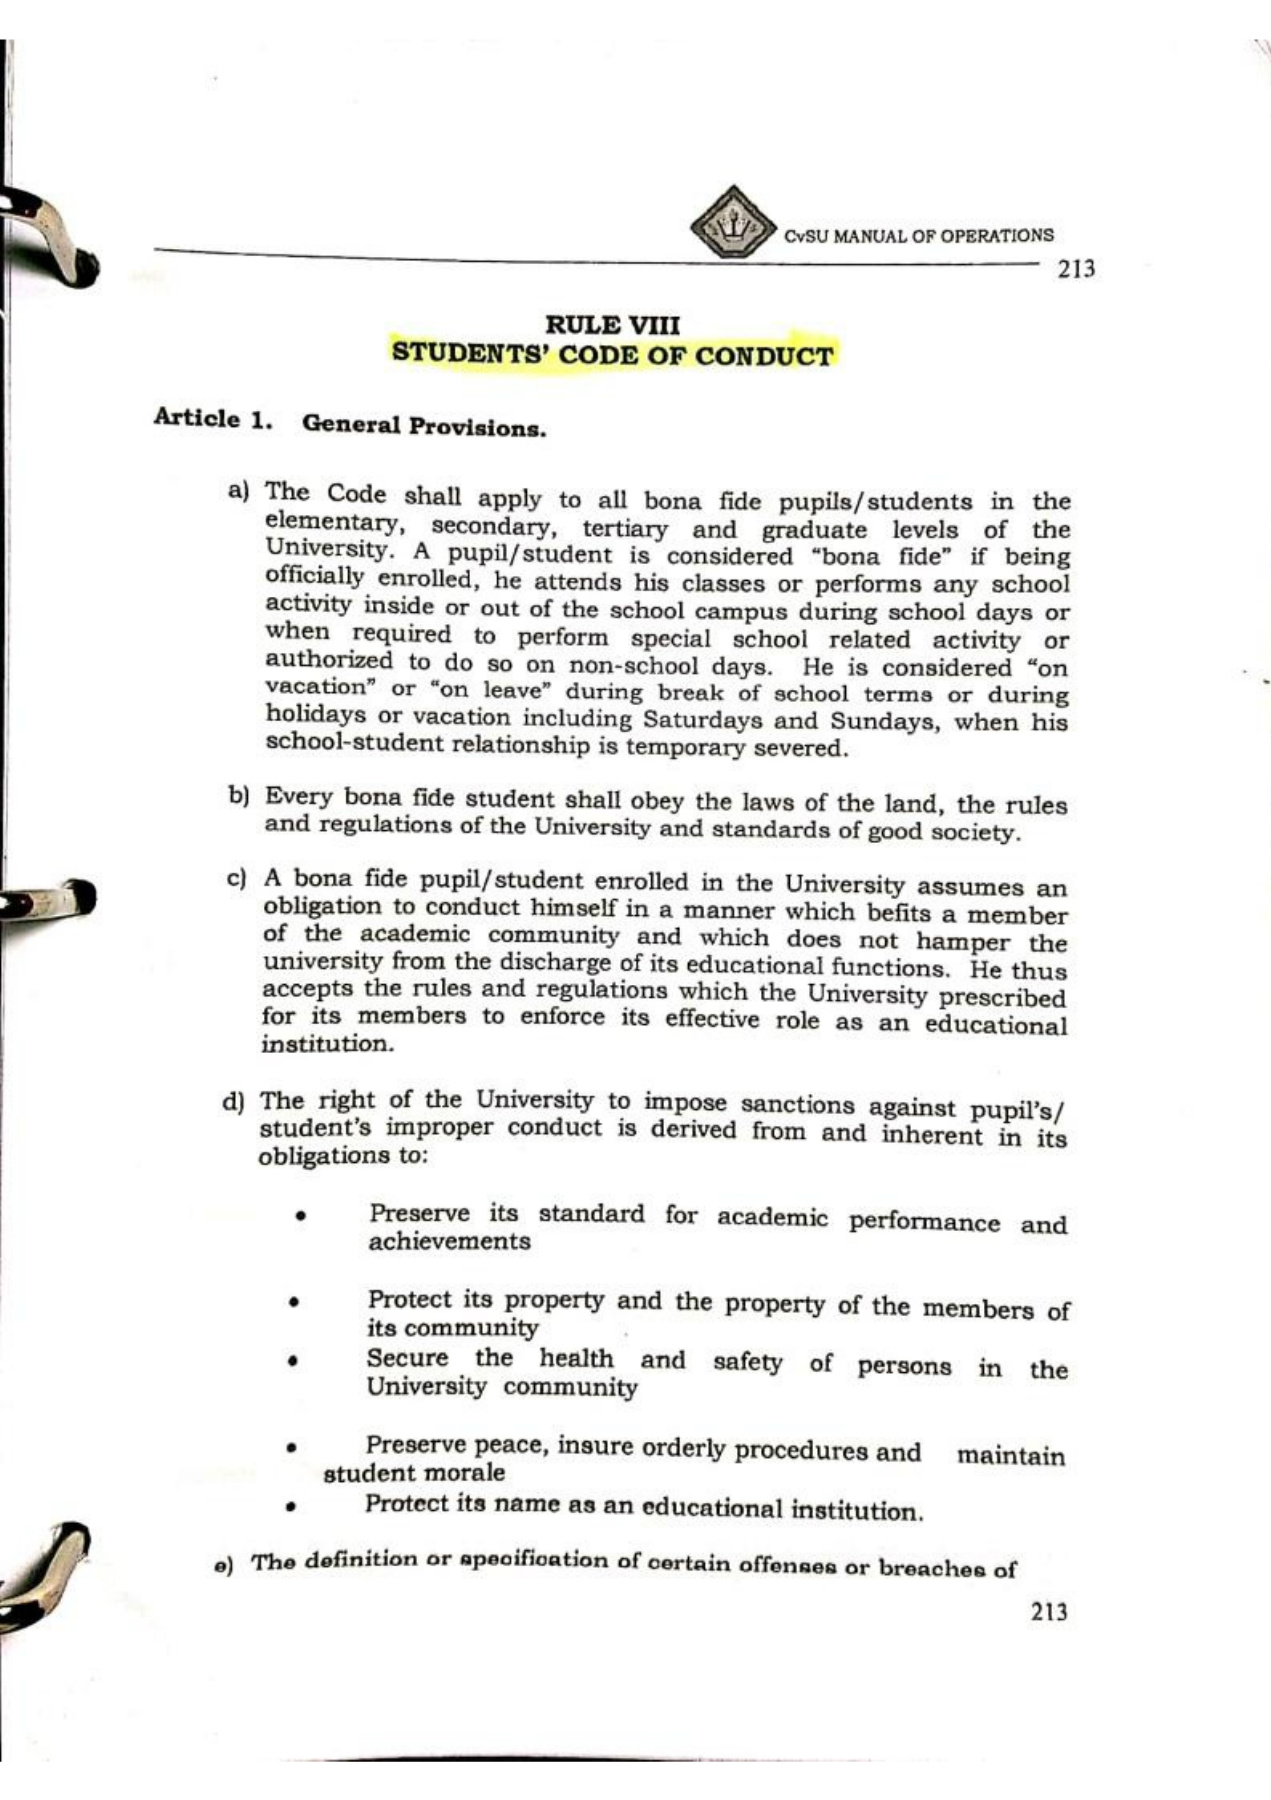 CvSU MANUAL OF OPERATIONS
213
RULE VIII
STUDENTS’ CODE OF CONDUCT
Article 1. General Provisions.
a) The Code shall apply to all bona fide pupils/students in the
elementary, secondary, tertiary and graduate levels of the
University. A pupil/student is considered “bona fide” if being
officially enrolled, he attends his classes or performs any school
activity inside or out of the school campus during school days or
when required to perform special school related activity or
authorized to do so on non-school days. He is considered “on
vacation” or “on leave” during break of school terms or during
holidays or vacation including Saturdays and Sundays, when his
school-student relationship is temporary severed.
b) Every bona fide student shall obey the laws of the land, the rules
and regulations of the University and standards of good society.
c) A bona fide pupil/student enrolled in the University assumes an
obligation to conduct himself in a manner which befits a member
of the academic community and which does not hamper the
university from the discharge of its educational functions. He thus
accepts the rules and regulations which the University prescribed
for its members to enforce its effective role as an educational
institution.
d) The right of the University to impose sanctions against pupil’s/
student’s improper conduct is derived from and inherent in its
obligations to:
• Preserve its standard for academic performance and
achievements
• Protect its property and the property of the members of
its community
• Secure the health and safety of persons in the
University community
• Preserve peace, insure orderly procedures and maintain
student morale
• Protect its name as an educational institution.
e) The definition or specification of certain offenses or breaches of
213